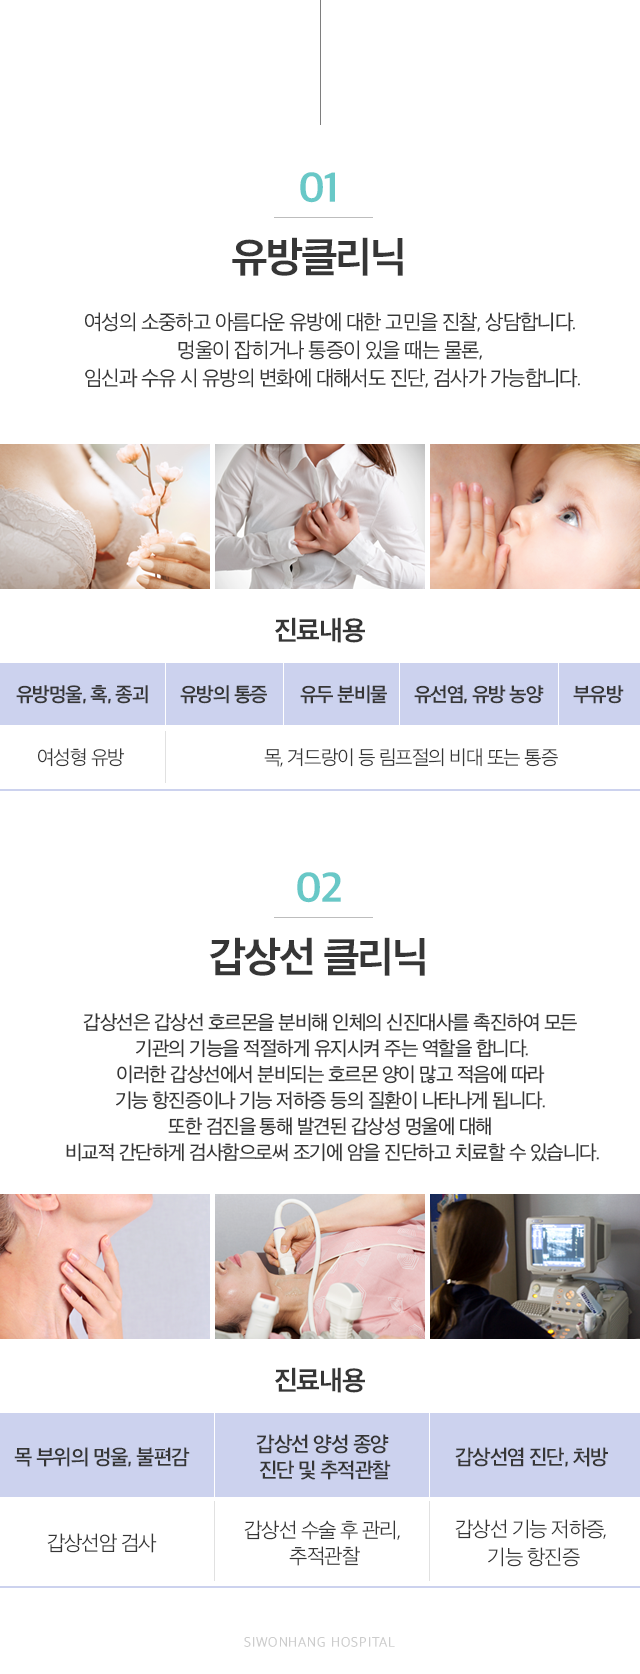 01
유방클리닉
여성의 소중하고 아름다운 유방에 대한 고민을 진찰, 상담합니다.
멍울이 잡히거나 통증이 있을 때는 물론,
임신과 수유 시 유방의 변화에 대해서도 진단, 검사가 가능합니다.
진료내용
유방멍울, 혹, 종괴 유방의 통증 유두 분비물 유선염, 유방 농양 부유방
여성형 유방 목, 겨드랑이 등 림프절의 비대 또는 통증
02
갑상선 클리닉
갑상선은 갑상선 호르몬을 분비해 인체의 신진대사를 촉진하여 모든
기관의 기능을 적절하게 유지시켜 주는 역할을 합니다.
이러한 갑상선에서 분비되는 호르몬 양이 많고 적음에 따라
기능 항진증이나 기능 저하증 등의 질환이 나타나게 됩니다.
또한 검진을 통해 발견된 갑상성 멍울에 대해
비교적 간단하게 검사함으로써 조기에 암을 진단하고 치료할 수 있습니다.
진료내용
목 부위의 멍울, 불편감
갑상선 양성 종양
진단 및 추적관찰
갑상선염 진단, 처방
갑상선암 검사
갑상선 수술 후 관리,
추적관찰
갑상선 기능 저하증,
기능 항진증
SIWONHANG HOSPITAL